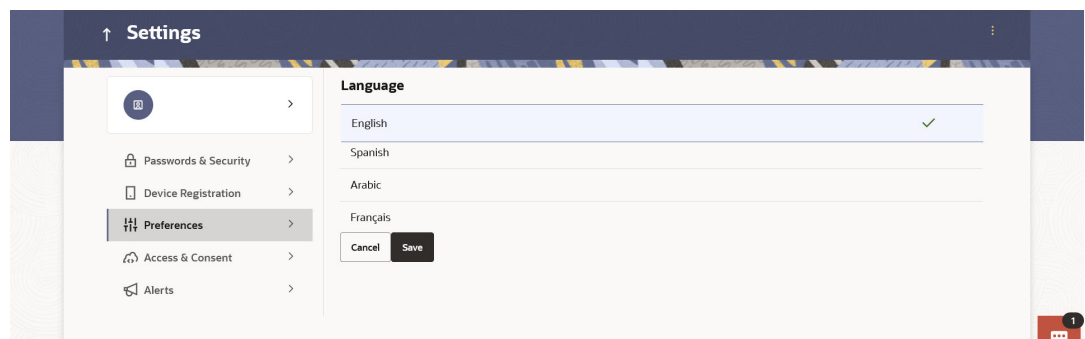 Settings
Language
English
Spanish
Arabic
Français
Cancel
Save
Passwords & Security
Device Registration
Preferences
Access & Consent
Alerts
1